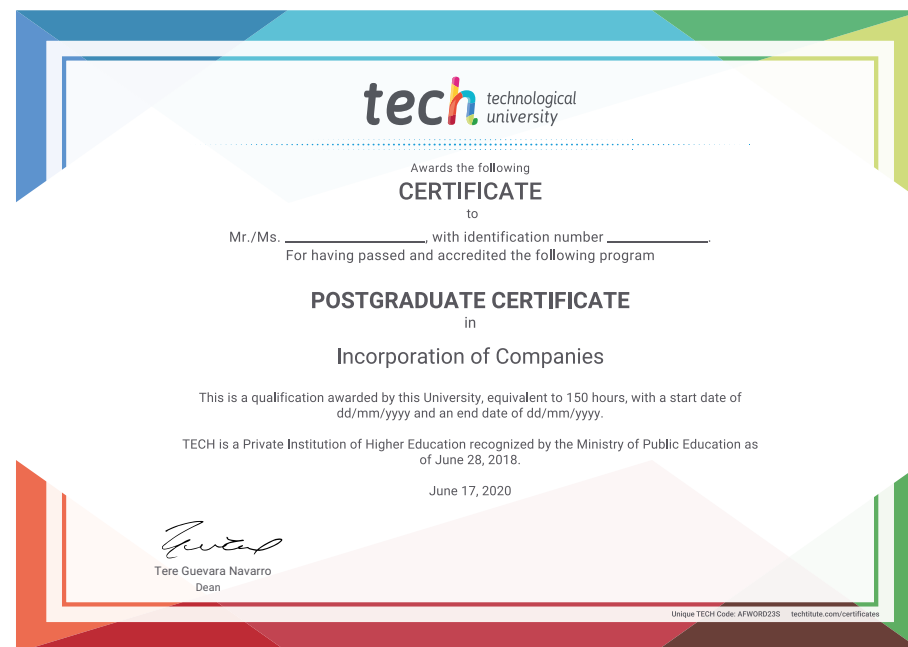 tech technological
university
Awards the following
CERTIFICATE
to
Mr./Ms. ____________________, with identification number ______________.
For having passed and accredited the following program
POSTGRADUATE CERTIFICATE
in
Incorporation of Companies
This is a qualification awarded by this University, equivalent to 150 hours, with a start date of
dd/mm/yyyy and an end date of dd/mm/yyyy.
TECH is a Private Institution of Higher Education recognized by the Ministry of Public Education as
of June 28, 2018.
June 17, 2020
Tere Guevara Navarro
Dean
Unique TECH Code: AFWORD23S techtitute.com/certificates